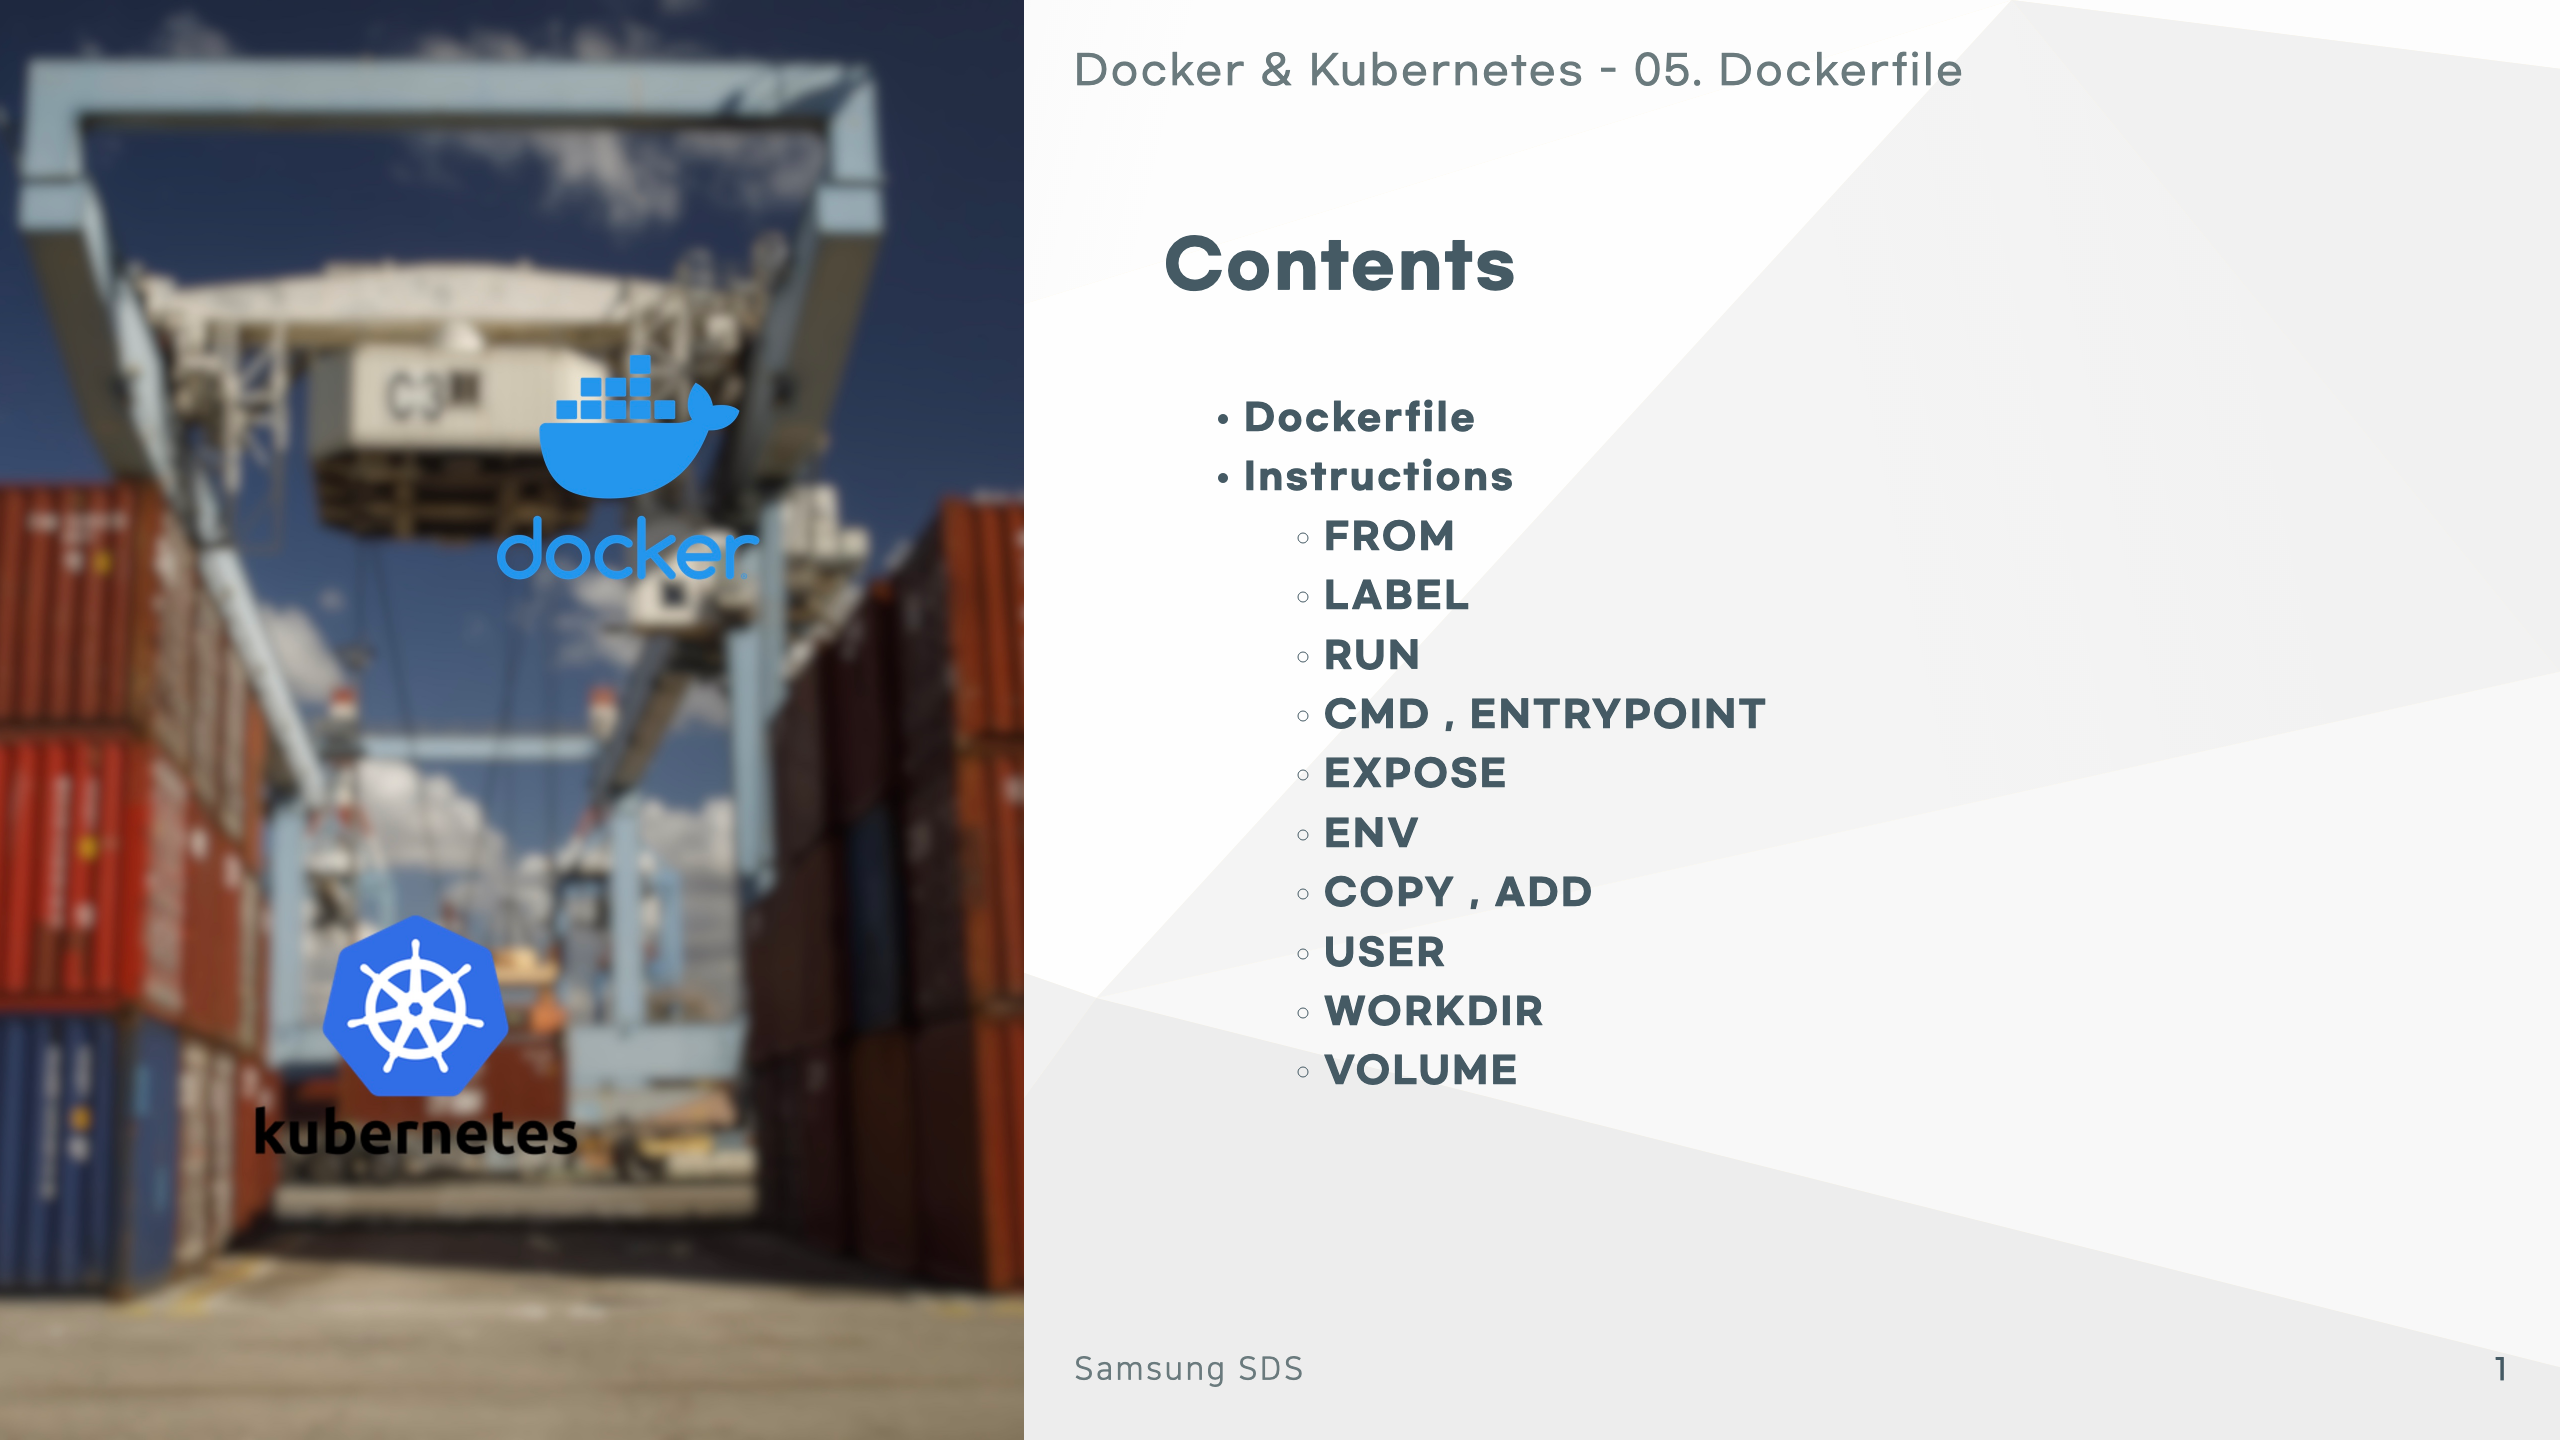 Docker & Kubernetes - 05. Dockerfile
Contents
• Dockerfile
• Instructions
◦ FROM
◦ LABEL
◦ RUN
◦ CMD , ENTRYPOINT
◦ EXPOSE
◦ ENV
◦ COPY , ADD
◦ USER
◦ WORKDIR
◦ VOLUME
C3
docker
kubernetes
Samsung SDS
1